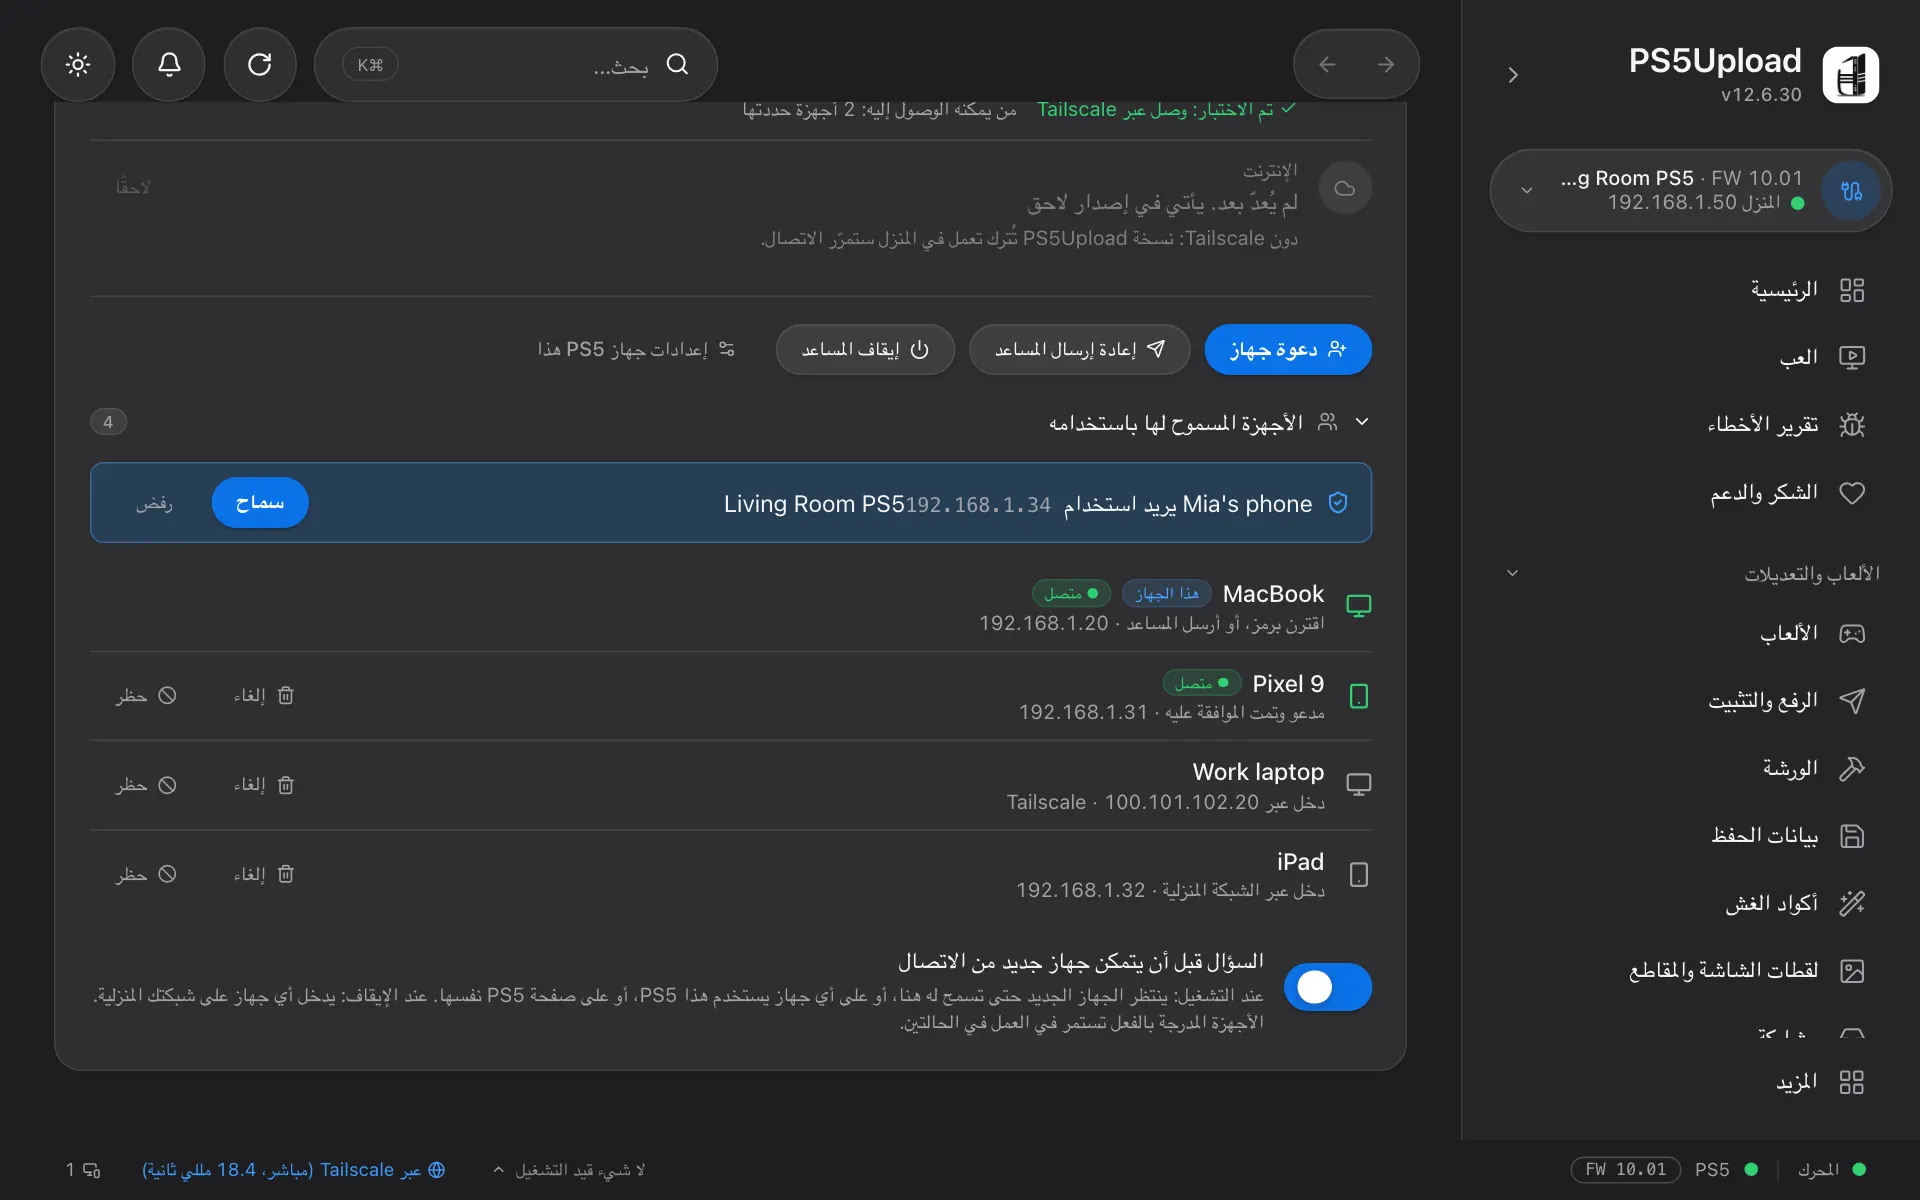 PS5Upload
v12.6.30
...g Room PS5 · FW 10.01
المنزل 192.168.1.50
الرئيسية
العب
تقرير الأخطاء
الشكر والدعم
الألعاب والتعديلات
الألعاب
الرفع والتثبيت
الورشة
بيانات الحفظ
أكواد الغش
لقطات الشاشة والمقاطع
المزيد
بحث...
K⌘
تم الاختبار: وصل عبر Tailscale من يمكنه الوصول إليه: 2 أجهزة حددتها
الإنترنت
لم يُعدّ بعد. يأتي في إصدار لاحق
لاحقًا
دون Tailscale: نسخة PS5Upload تُترك تعمل في المنزل ستمرّر الاتصال.
دعوة جهاز
إعادة إرسال المساعد
إيقاف المساعد
إعدادات جهاز PS5 هذا
الأجهزة المسموح لها باستخدامه
4
Mia's phone يريد استخدام Living Room PS5 192.168.1.34
سماح
رفض
MacBook هذا الجهاز متصل
اقترن برمز، أو أرسل المساعد · 192.168.1.20
Pixel 9 متصل
مدعو وتمت الموافقة عليه · 192.168.1.31
إلغاء
حظر
Work laptop
دخل عبر Tailscale · 100.101.102.20
إلغاء
حظر
iPad
دخل عبر الشبكة المنزلية · 192.168.1.32
إلغاء
حظر
السؤال قبل أن يتمكن جهاز جديد من الاتصال
عند التشغيل: ينتظر الجهاز الجديد حتى تسمح له هنا، أو على أي جهاز يستخدم هذا PS5، أو على صفحة PS5 نفسها. عند الإيقاف: يدخل أي جهاز على شبكتك المنزلية.
الأجهزة المدرجة بالفعل تستمر في العمل في الحالتين.
المحرك
PS5
FW 10.01
لا شيء قيد التشغيل
عبر Tailscale (مباشر، 18.4 مللي ثانية)
1